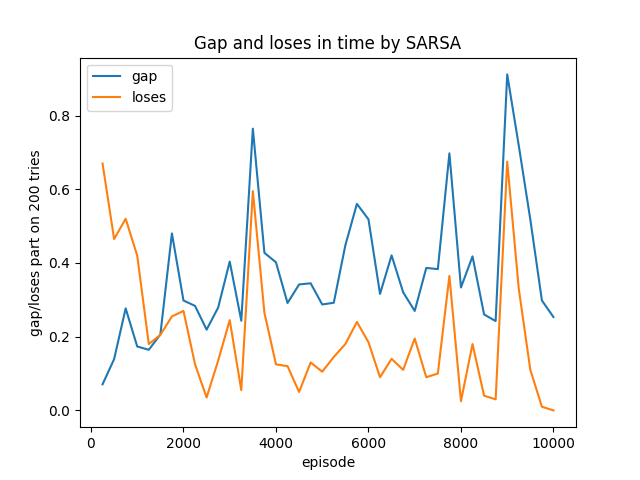 Gap and loses in time by SARSA
gap
loses
gap/loses part on 200 tries
0.8
0.6
0.4
0.2
0.0
0
2000
4000
6000
8000
10000
episode